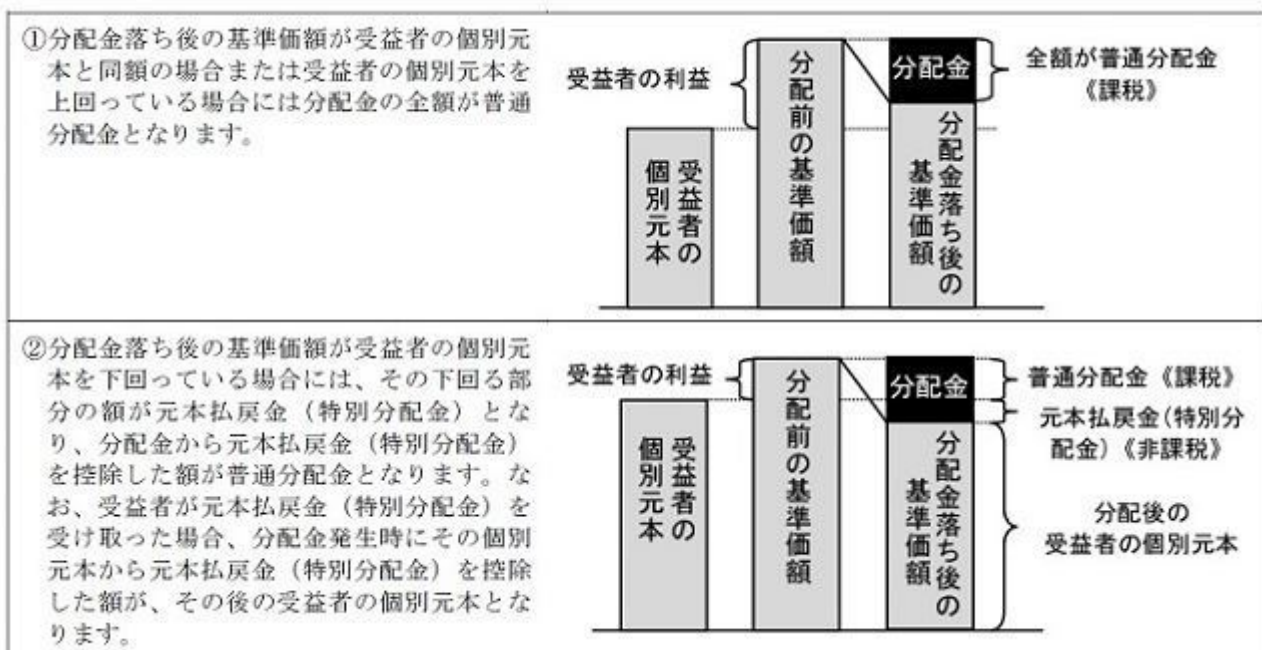 ①分配金落ち後の基準価額が受益者の個別元
本と同額の場合または受益者の個別元本を
上回っている場合には分配金の全額が普通
分配金となります。
受益者の利益
受益者の
個別元本
分配前の基準価額
分配金
分配金落ち後の
基準価額
全額が普通分配金
《課税》
②分配金落ち後の基準価額が受益者の個別元
本を下回っている場合には、その下回る部
分の額が元本払戻金（特別分配金）とな
り、分配金から元本払戻金（特別分配金）
を控除した額が普通分配金となります。な
お、受益者が元本払戻金（特別分配金）を
受け取った場合、分配金発生時にその個別
元本から元本払戻金（特別分配金）を控除
した額が、その後の受益者の個別元本とな
ります。
受益者の利益
受益者の
個別元本
分配前の基準価額
分配金
分配金落ち後の
基準価額
普通分配金《課税》
元本払戻金(特別分
配金)《非課税》
分配後の
受益者の個別元本